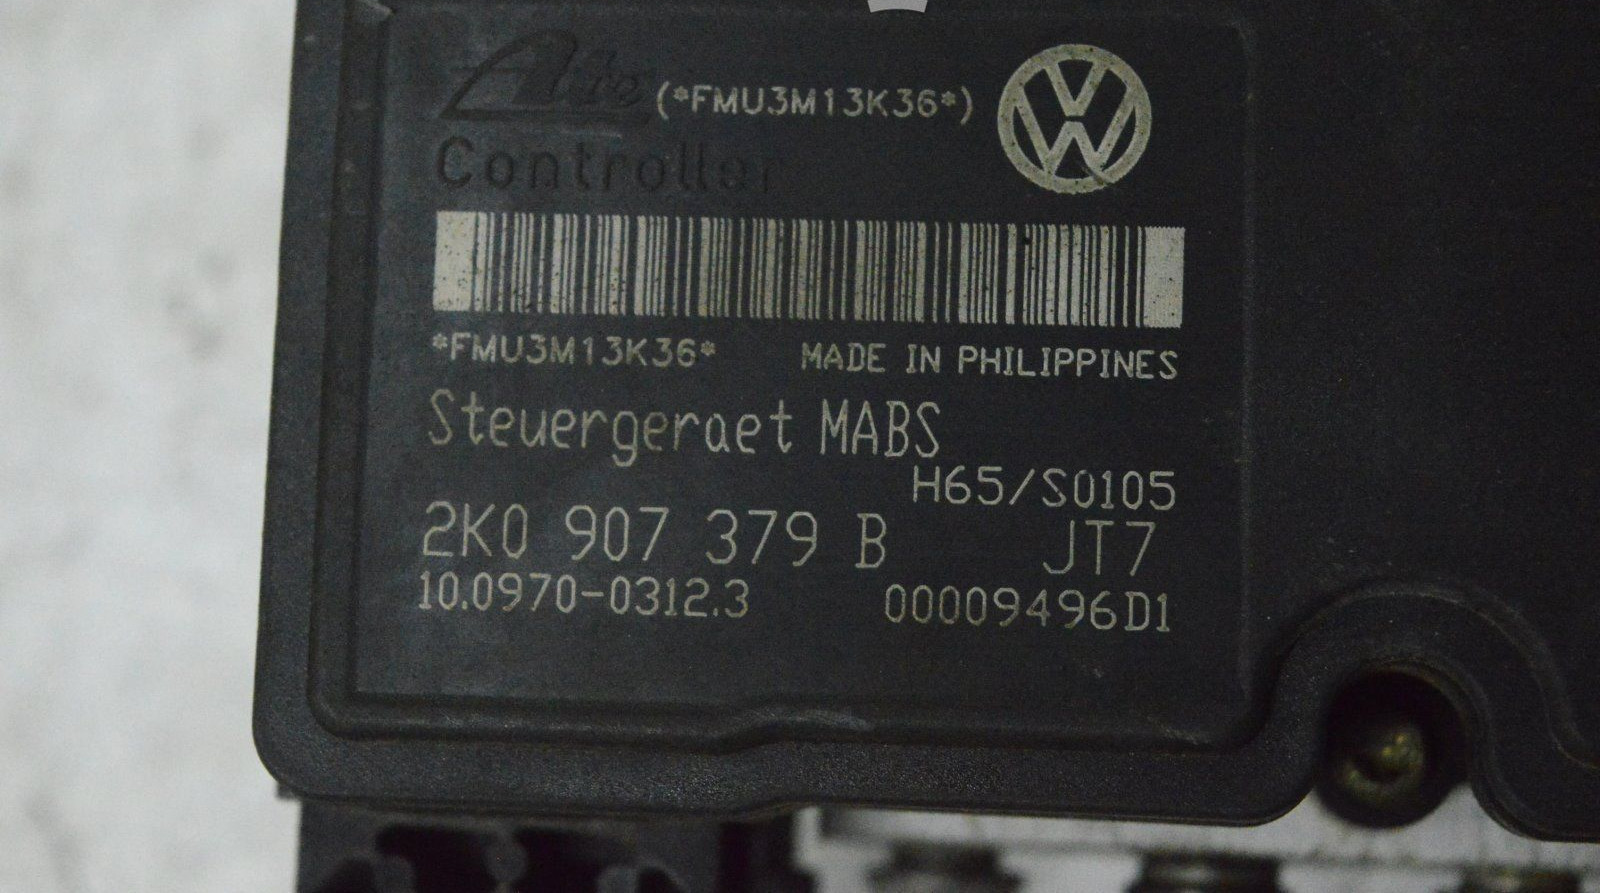 Ate (*FMU3M13K36*)
Controller
*FMU3M13K36* MADE IN PHILIPPINES
Steuergeraet MABS
H65/S0105
2K0 907 379 B JT7
10.0970-0312.3 00009496D1